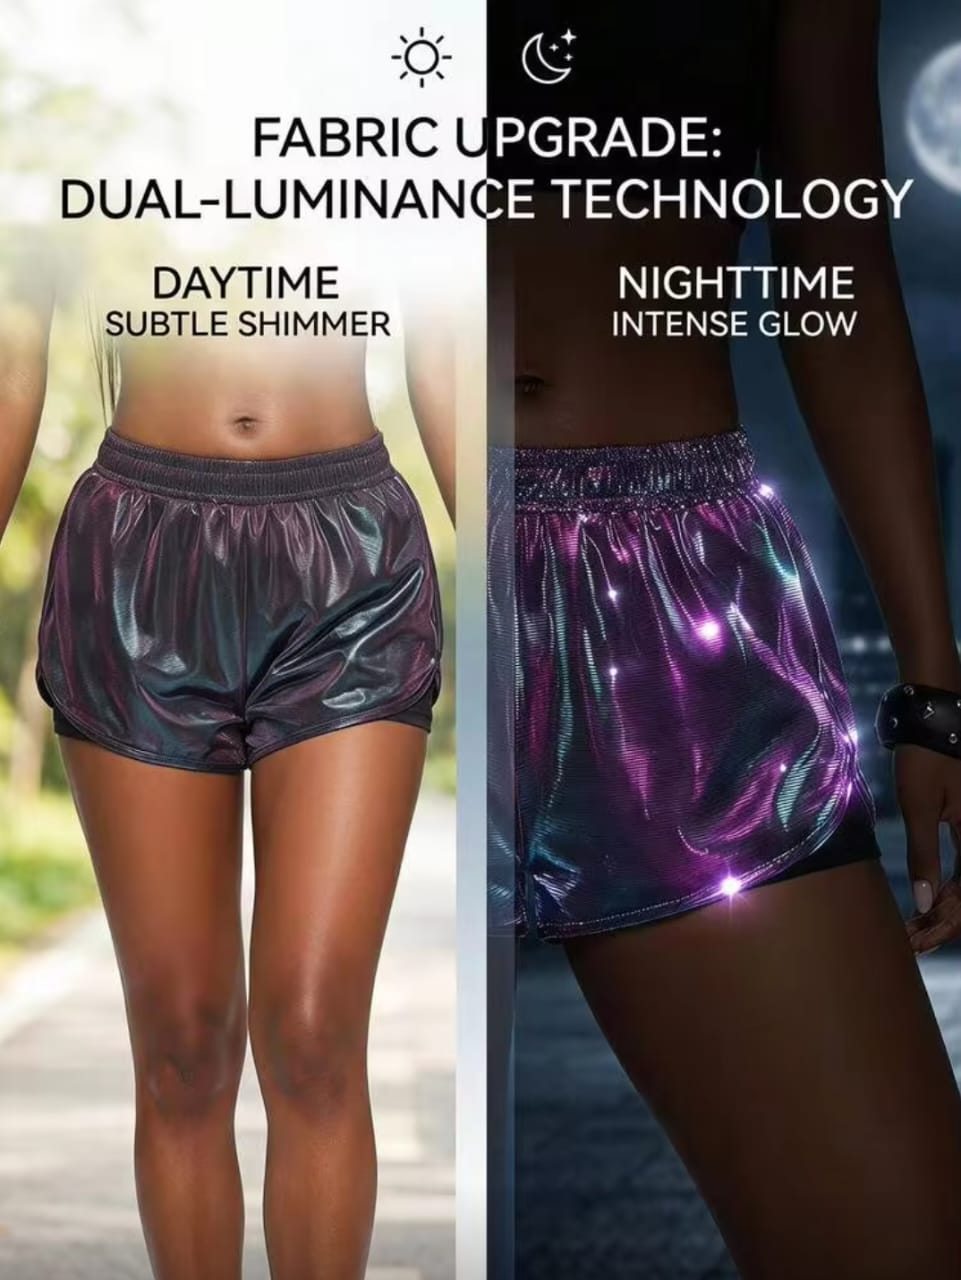 FABRIC UPGRADE:
DUAL-LUMINANCE TECHNOLOGY
DAYTIME
SUBTLE SHIMMER
NIGHTTIME
INTENSE GLOW